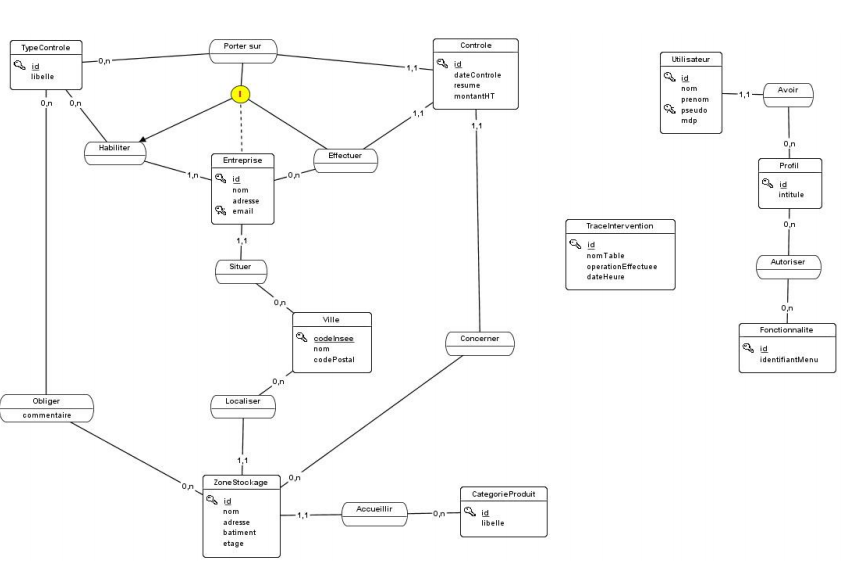 TypeControle
id
libelle
0,n
Porter sur
1,1
Controle
id
dateControle
resume
montantHT
0,n
0,n
I
Habiliter
1,n
Effectuer
1,1
0,n
Entreprise
id
nom
adresse
email
1,1
Situer
0,n
Ville
codeInsee
nom
codePostal
0,n
Localiser
1,1
1,1
Concerner
0,n
Obliger
commentaire
0,n
ZoneStockage
id
nom
adresse
batiment
etage
1,1
Accueillir
0,n
CategorieProduit
id
libelle
TraceIntervention
id
nomTable
operationEffectuee
dateHeure
Utilisateur
id
nom
prenom
pseudo
mdp
1,1
Avoir
0,n
Profil
id
intitule
0,n
Autoriser
0,n
Fonctionnalite
id
identifiantMenu